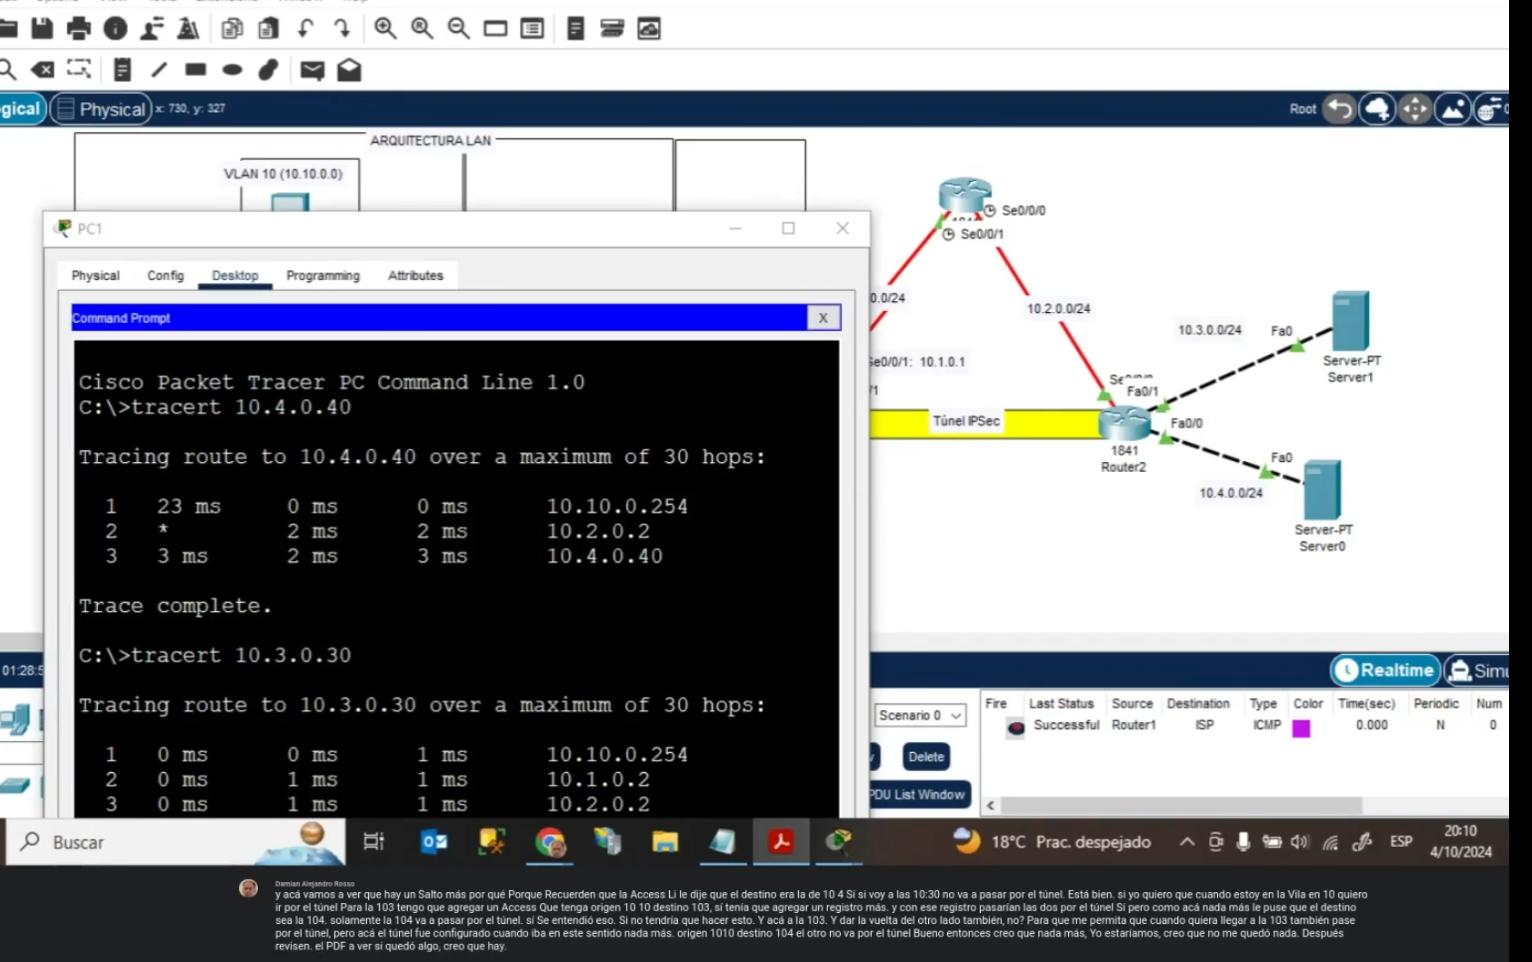 gical
Physical
x: 730, y: 327
Root
ARQUITECTURA LAN
VLAN 10 (10.10.0.0)
Se0/0/0
Se0/0/1
0.0/24
10.2.0.0/24
Se0/0/1: 10.1.0.1
/1
10.3.0.0/24
Fa0
Server-PT
Server1
Fa0/1
Túnel IPSec
Fa0/0
1841
Router2
Fa0
10.4.0.0/24
Server-PT
Server0
PC1
Physical Config Desktop Programming Attributes
Command Prompt
X
Cisco Packet Tracer PC Command Line 1.0
C:\>tracert 10.4.0.40
Tracing route to 10.4.0.40 over a maximum of 30 hops:
1 23 ms 0 ms 0 ms 10.10.0.254
2 * 2 ms 2 ms 10.2.0.2
3 3 ms 2 ms 3 ms 10.4.0.40
Trace complete.
C:\>tracert 10.3.0.30
Tracing route to 10.3.0.30 over a maximum of 30 hops:
1 0 ms 0 ms 1 ms 10.10.0.254
2 0 ms 1 ms 1 ms 10.1.0.2
3 0 ms 1 ms 1 ms 10.2.0.2
01:28:5
Realtime
Simu
Scenario 0
Delete
PDU List Window
Fire Last Status Source Destination Type Color Time(sec) Periodic Num
Successful Router1 ISP ICMP 0.000 N 0
Buscar
18°C Prac. despejado
ESP
20:10
4/10/2024
Damian Alejandro Rosso
y acá vamos a ver que hay un Salto más por qué Porque Recuerden que la Access Li le dije que el destino era la de 10 4 Sí si voy a las 10:30 no va a pasar por el túnel. Está bien. si yo quiero que cuando estoy en la Vila en 10 quiero
ir por el túnel Para la 103 tengo que agregar un Access Que tenga origen 10 10 destino 103, sí tenía que agregar un registro más. y con ese registro pasarían las dos por el túnel Sí pero como acá nada más le puse que el destino
sea la 104. solamente la 104 va a pasar por el túnel. sí Se entendió eso. Si no tendría que hacer esto. Y acá a la 103. Y dar la vuelta del otro lado también, no? Para que me permita que cuando quiera llegar a la 103 también pase
por el túnel, pero acá el túnel fue configurado cuando iba en este sentido nada más. origen 1010 destino 104 el otro no va por el túnel Bueno entonces creo que nada más, Yo estaríamos, creo que no me quedó nada. Después
revisen. el PDF a ver si quedó algo, creo que hay.